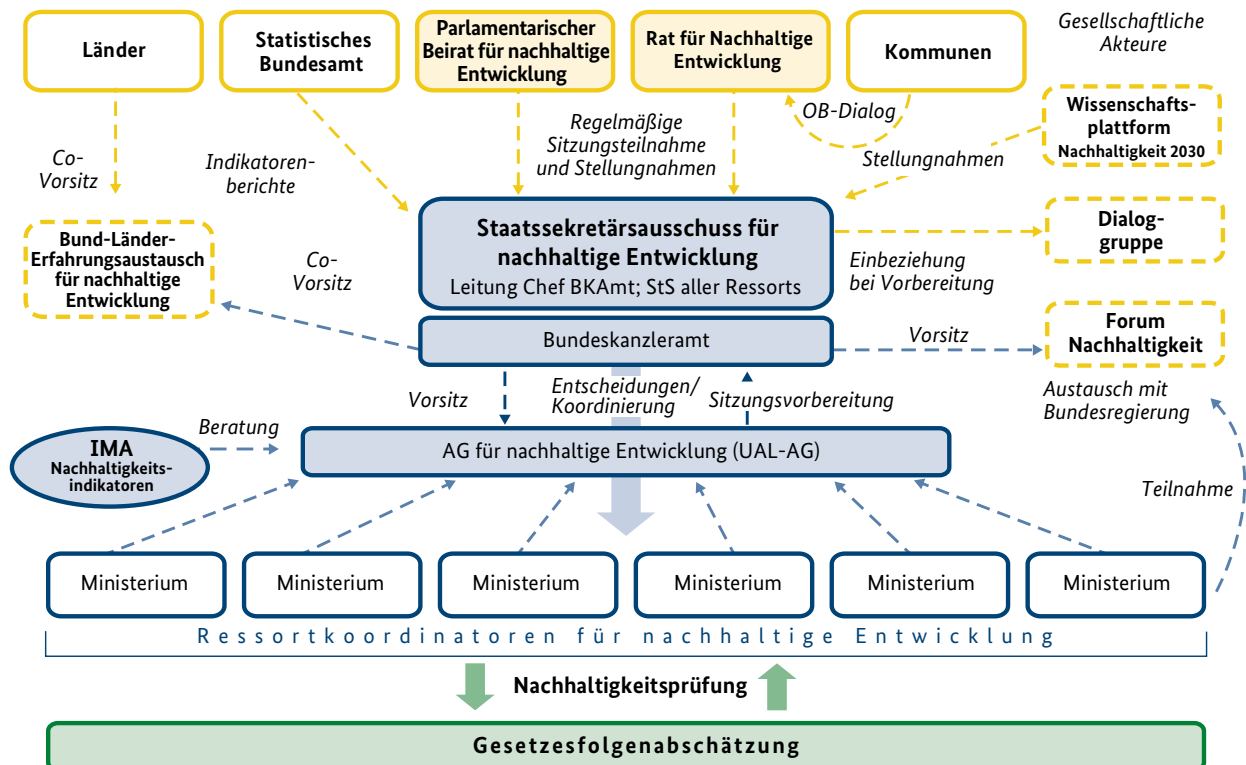 Länder
Statistisches
Bundesamt
Parlamentarischer
Beirat für nachhaltige
Entwicklung
Rat für Nachhaltige
Entwicklung
Kommunen
Gesellschaftliche
Akteure
Co-
Vorsitz
Indikatoren-
berichte
Regelmäßige
Sitzungsteilnahme
und Stellungnahmen
OB-Dialog
Stellungnahmen
Wissenschafts-
plattform
Nachhaltigkeit 2030
Bund-Länder-
Erfahrungsaustausch
für nachhaltige
Entwicklung
Co-
Vorsitz
Staatssekretärsausschuss für
nachhaltige Entwicklung
Leitung Chef BKAmt; StS aller Ressorts
Einbeziehung
bei Vorbereitung
Dialog-
gruppe
Bundeskanzleramt
Vorsitz
Forum
Nachhaltigkeit
Vorsitz
Entscheidungen/
Koordinierung
Sitzungsvorbereitung
Austausch mit
Bundesregierung
IMA
Nachhaltigkeits-
indikatoren
Beratung
AG für nachhaltige Entwicklung (UAL-AG)
Teilnahme
Ministerium
Ministerium
Ministerium
Ministerium
Ministerium
Ministerium
Ressortkoordinatoren für nachhaltige Entwicklung
Nachhaltigkeitsprüfung
Gesetzesfolgenabschätzung